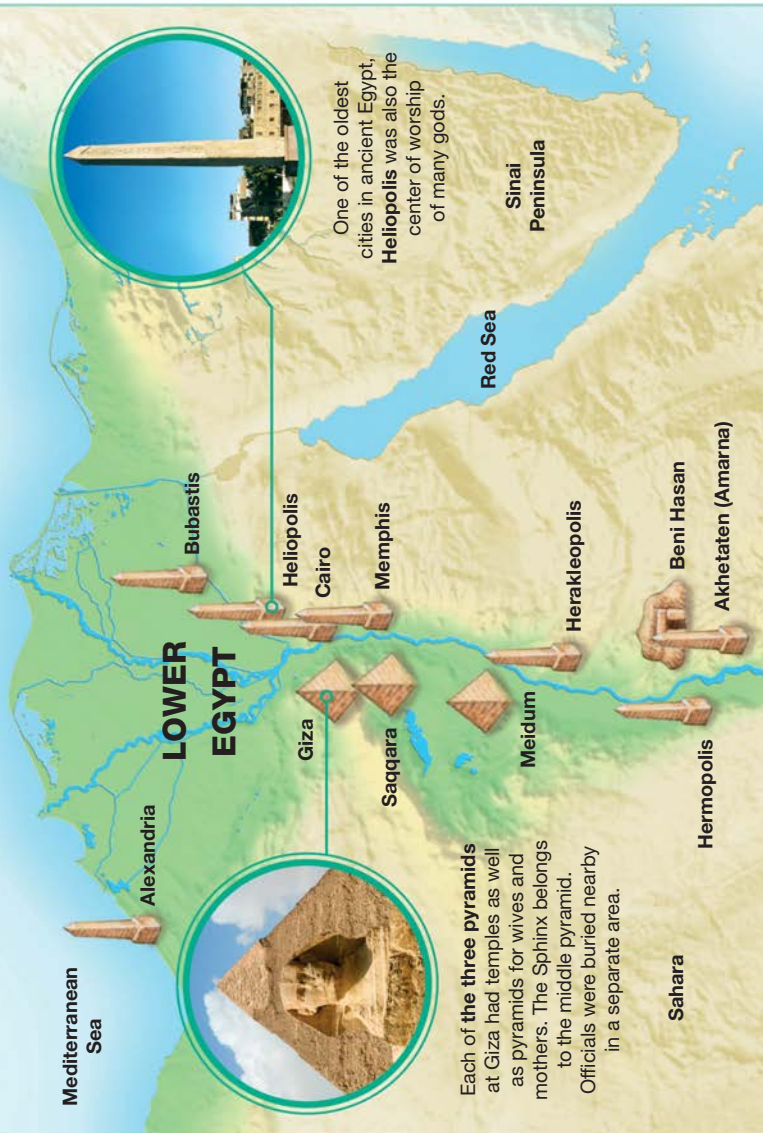 Mediterranean
Sea
Alexandria
LOWER
EGYPT
Bubastis
Heliopolis
Cairo
Memphis
Giza
Saqqara
Meidum
Herakleopolis
Beni Hasan
Akhetaten (Amarna)
Hermopolis
Sahara
Red Sea
Sinai
Peninsula
One of the oldest
cities in ancient Egypt,
Heliopolis was also the
center of worship
of many gods.
Each of the three pyramids
at Giza had temples as well
as pyramids for wives and
mothers. The Sphinx belongs
to the middle pyramid.
Officials were buried nearby
in a separate area.